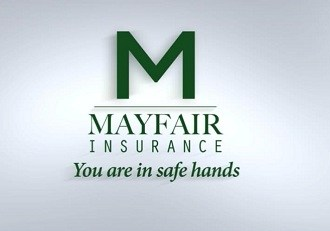 M
MAYFAIR
INSURANCE
You are in safe hands